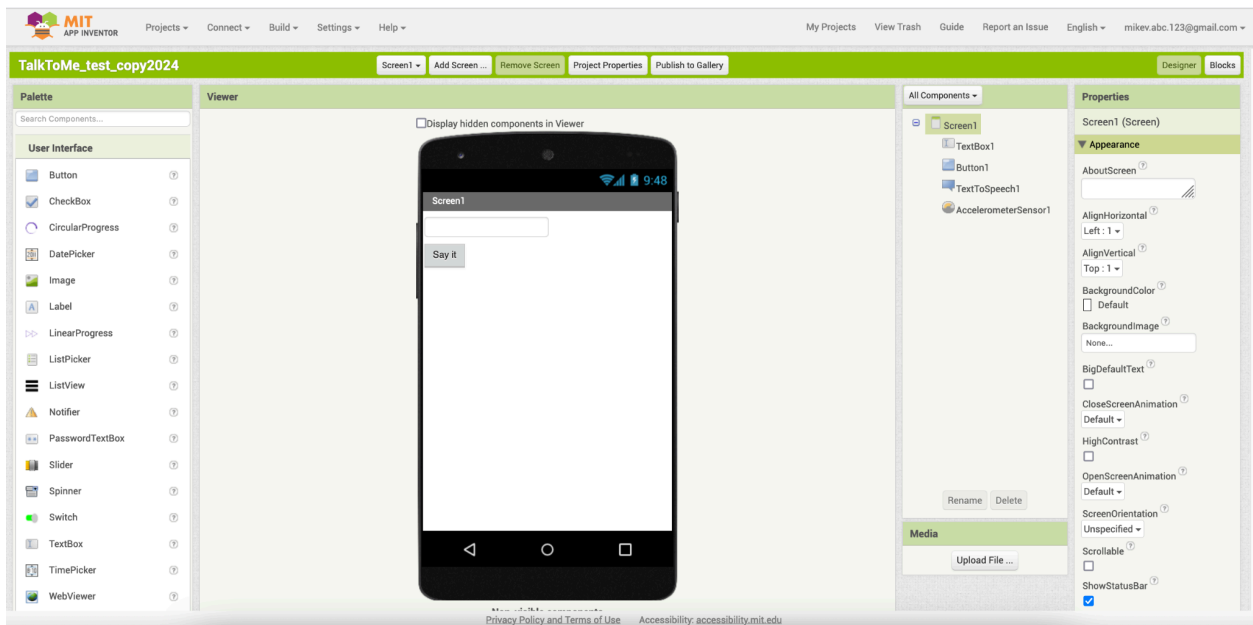 MIT
APP INVENTOR
Projects Connect Build Settings Help
My Projects View Trash Guide Report an Issue English mikev.abc.123@gmail.com
TalkToMe_test_copy2024
Screen1 Add Screen ... Remove Screen Project Properties Publish to Gallery
Designer Blocks
Palette
Search Components...
User Interface
Button
CheckBox
CircularProgress
DatePicker
Image
Label
LinearProgress
ListPicker
ListView
Notifier
PasswordTextBox
Slider
Spinner
Switch
TextBox
TimePicker
WebViewer
Viewer
Display hidden components in Viewer
9:48
Screen1
Say it
Non-visible components
All Components
Screen1
TextBox1
Button1
TextToSpeech1
AccelerometerSensor1
Rename Delete
Media
Upload File ...
Properties
Screen1 (Screen)
Appearance
AboutScreen
AlignHorizontal
Left : 1
AlignVertical
Top : 1
BackgroundColor
Default
BackgroundImage
None...
BigDefaultText
CloseScreenAnimation
Default
HighContrast
OpenScreenAnimation
Default
ScreenOrientation
Unspecified
Scrollable
ShowStatusBar
Privacy Policy and Terms of Use Accessibility: accessibility.mit.edu